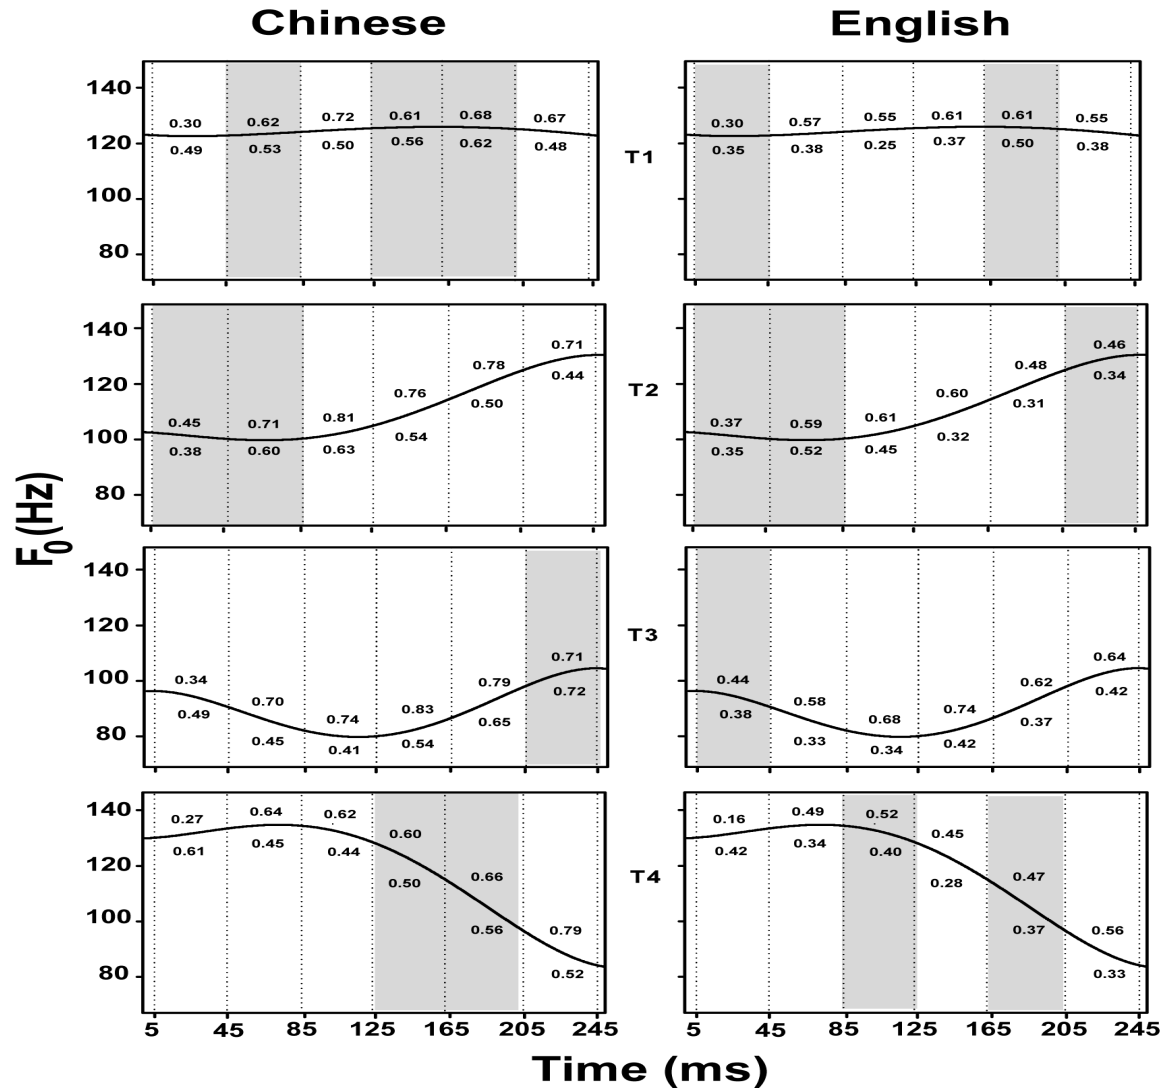 Chinese English
140
120
100
80
0.30 0.62 0.72 0.61 0.68 0.67
0.49 0.53 0.50 0.56 0.62 0.48
T1
0.30 0.57 0.55 0.61 0.61 0.55
0.35 0.38 0.25 0.37 0.50 0.38
140
120
100
80
0.45 0.71 0.81 0.76 0.78 0.71
0.38 0.60 0.63 0.54 0.50 0.44
T2
0.37 0.59 0.61 0.60 0.48 0.46
0.35 0.52 0.45 0.32 0.31 0.34
F0(Hz)
140
120
100
80
0.34 0.70 0.74 0.83 0.79 0.71
0.49 0.45 0.41 0.54 0.65 0.72
T3
0.44 0.58 0.68 0.74 0.62 0.64
0.38 0.33 0.34 0.42 0.37 0.42
140
120
100
80
0.27 0.64 0.62 0.60 0.66 0.79
0.61 0.45 0.44 0.50 0.56 0.52
T4
0.16 0.49 0.52 0.45 0.47 0.56
0.42 0.34 0.40 0.28 0.37 0.33
5 45 85 125 165 205 245 5 45 85 125 165 205 245
Time (ms)